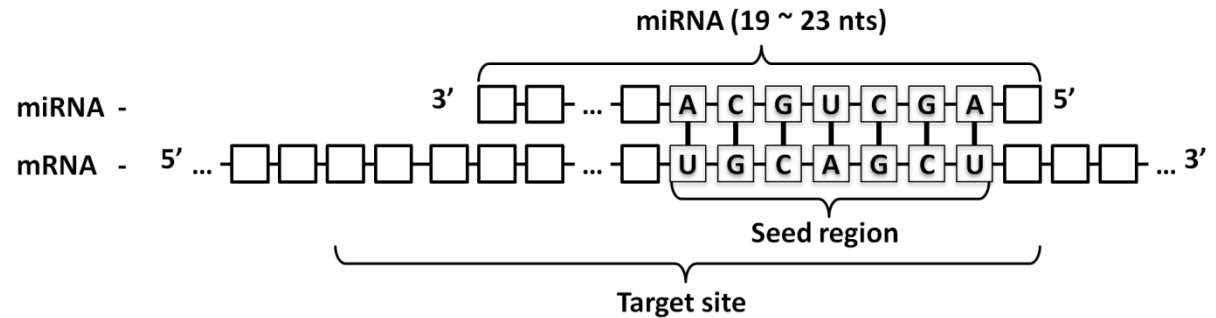 miRNA (19 ~ 23 nts)
miRNA - 3’ ... A C G U C G A 5’
mRNA - 5’ ... ... U G C A G C U ... 3’
Seed region
Target site